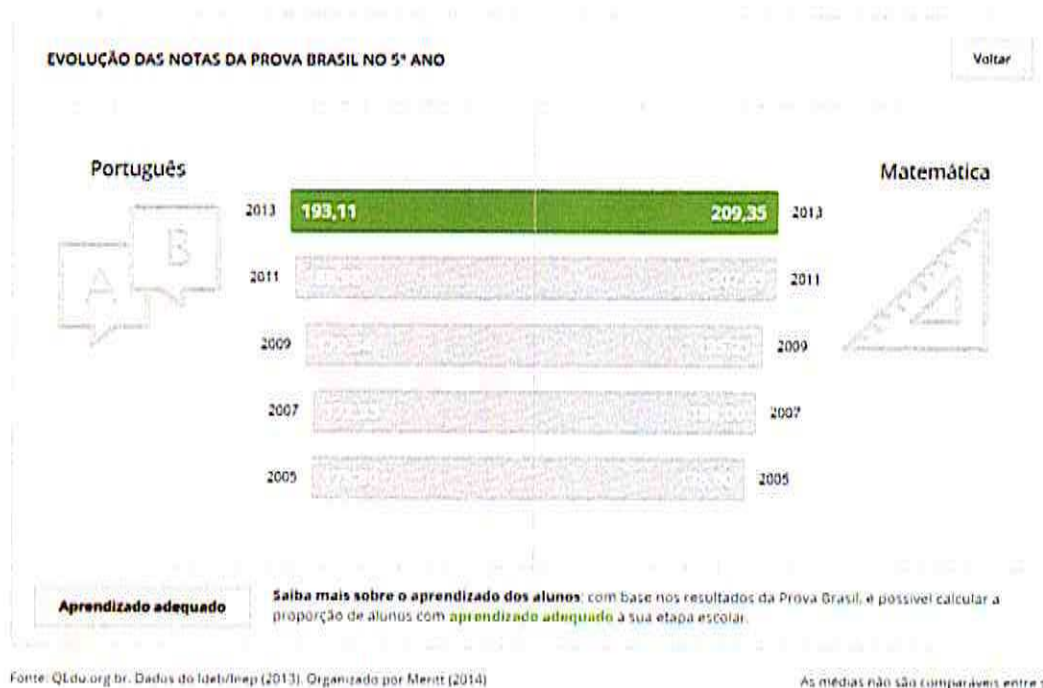 EVOLUÇÃO DAS NOTAS DA PROVA BRASIL NO 5º ANO
Voltar
Português
Matemática
2013 193,11 209,35 2013
2011 2011
2009 2009
2007 2007
2005 2005
A B
Aprendizado adequado
Saiba mais sobre o aprendizado dos alunos: com base nos resultados da Prova Brasil, é possível calcular a
proporção de alunos com aprendizado adequado à sua etapa escolar.
Fonte: QEdu.org.br. Dados do Ideb/Inep (2013). Organizado por Meritt (2014)
As médias não são comparáveis entre